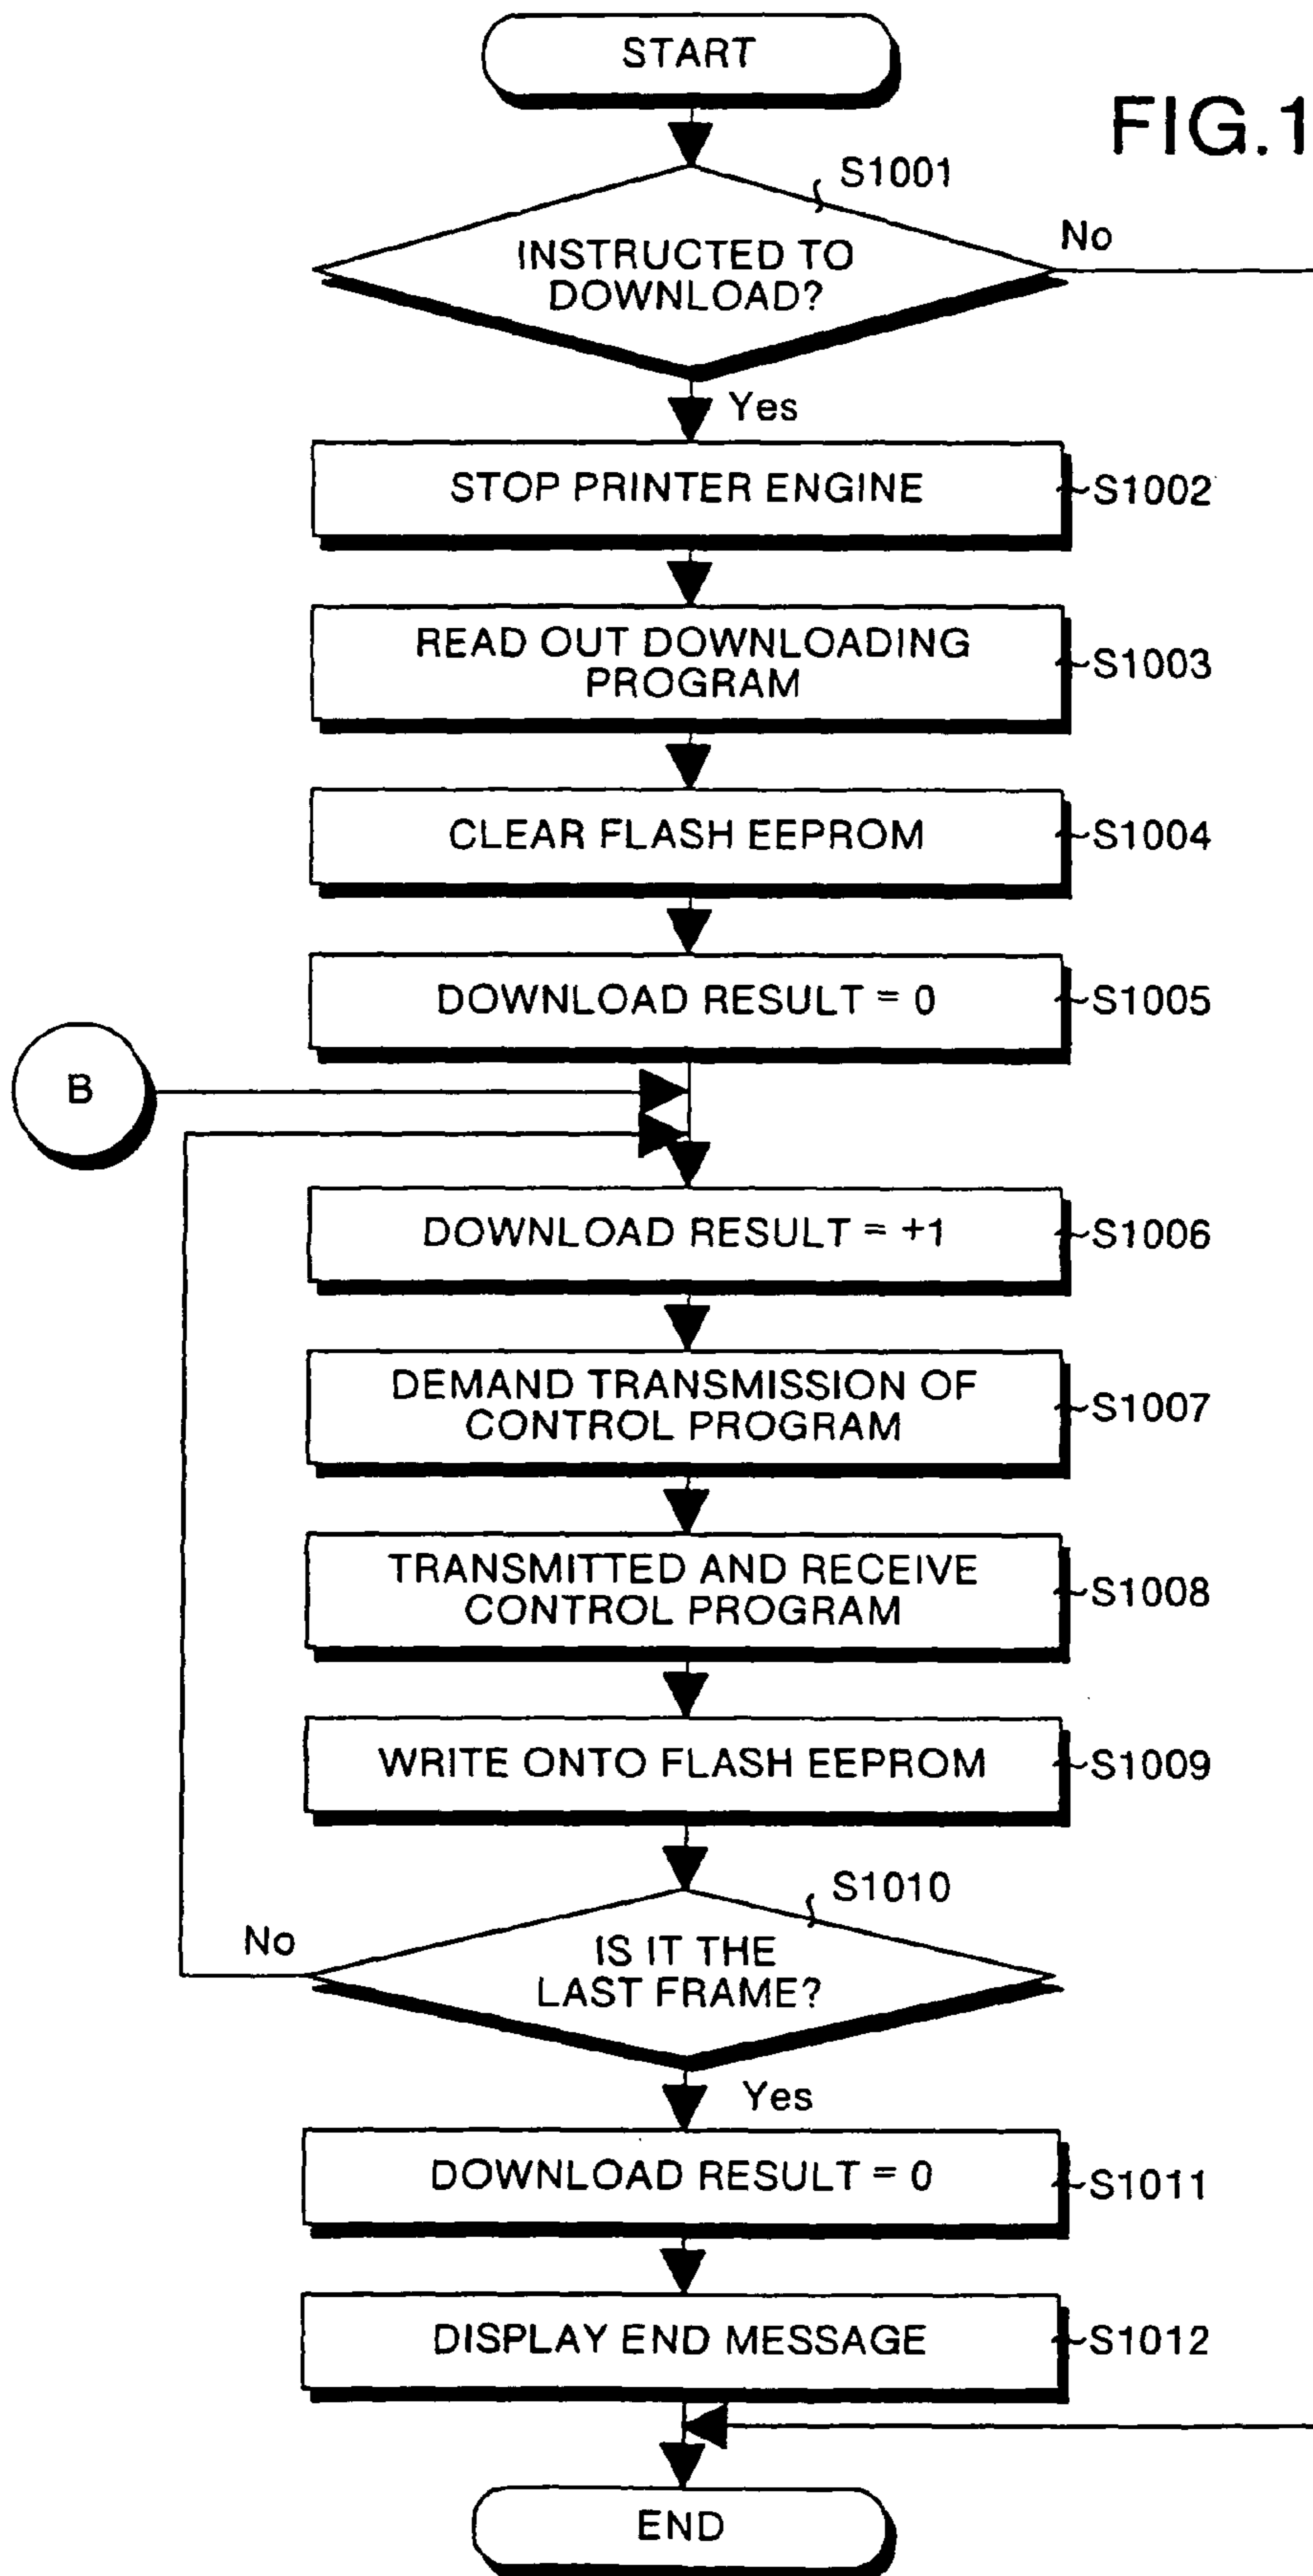 START
FIG.1
S1001
INSTRUCTED TO
DOWNLOAD?
No
Yes
STOP PRINTER ENGINE
S1002
READ OUT DOWNLOADING
PROGRAM
S1003
CLEAR FLASH EEPROM
S1004
DOWNLOAD RESULT = 0
S1005
B
DOWNLOAD RESULT = +1
S1006
DEMAND TRANSMISSION OF
CONTROL PROGRAM
S1007
TRANSMITTED AND RECEIVE
CONTROL PROGRAM
S1008
WRITE ONTO FLASH EEPROM
S1009
S1010
No
IS IT THE
LAST FRAME?
Yes
DOWNLOAD RESULT = 0
S1011
DISPLAY END MESSAGE
S1012
END